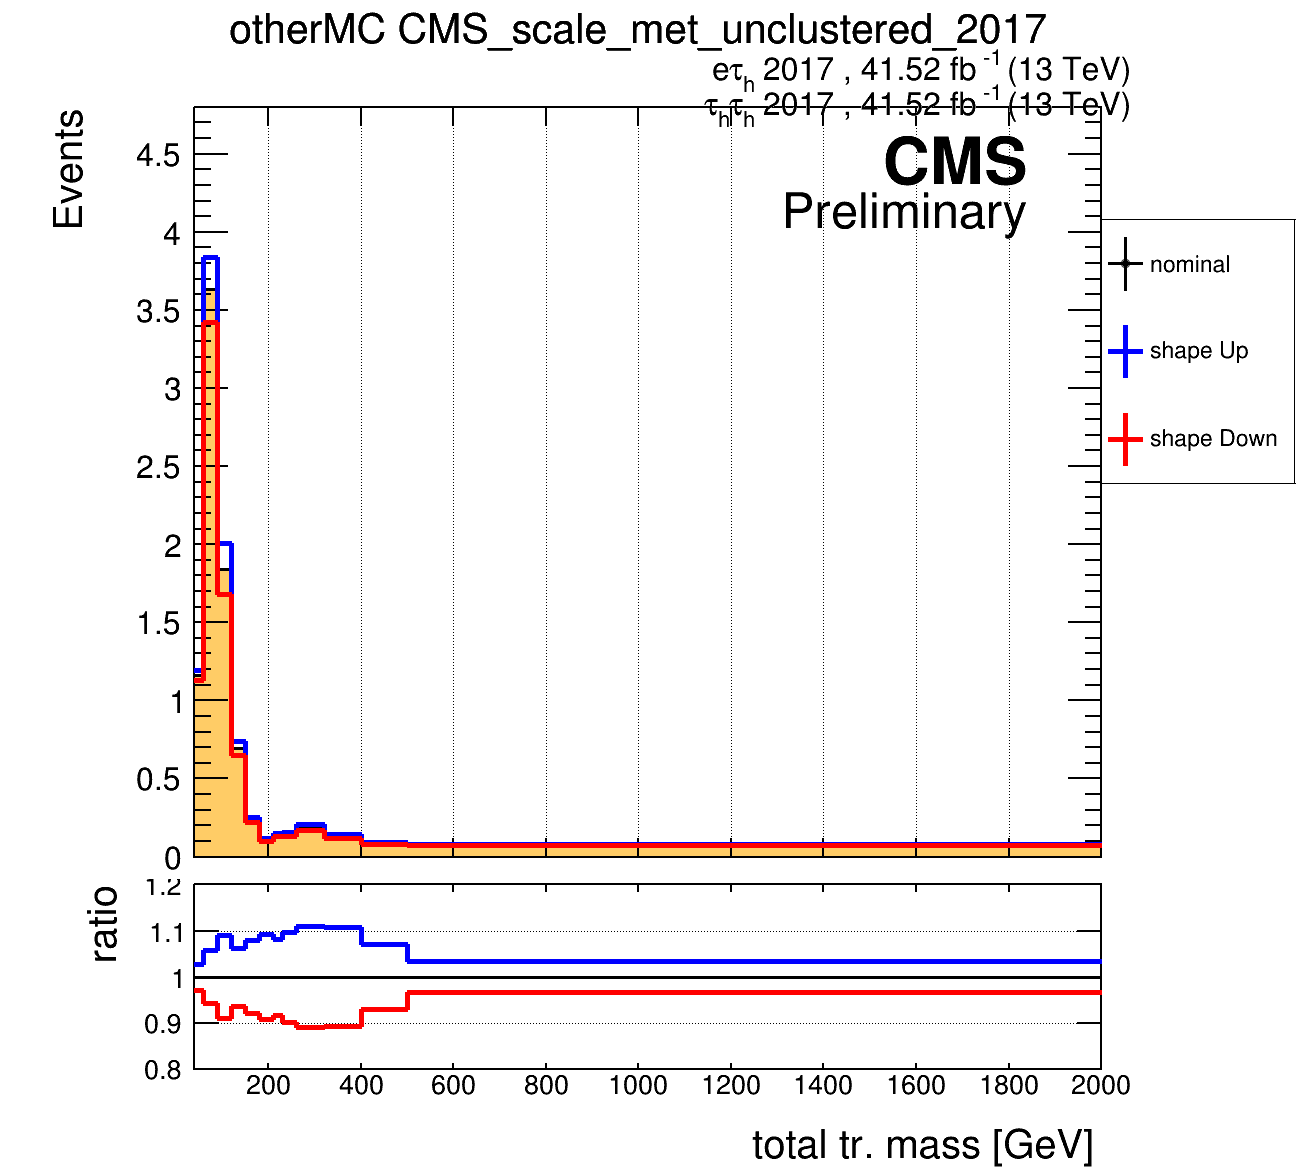 otherMC CMS_scale_met_unclustered_2017
eτh 2017 , 41.52 fb -1 (13 TeV)
τhτh 2017 , 41.52 fb -1 (13 TeV)
CMS
Preliminary
Events
4.5
4
3.5
3
2.5
2
1.5
1
0.5
0
nominal
shape Up
shape Down
ratio
1.2
1.1
1
0.9
0.8
200 400 600 800 1000 1200 1400 1600 1800 2000
total tr. mass [GeV]